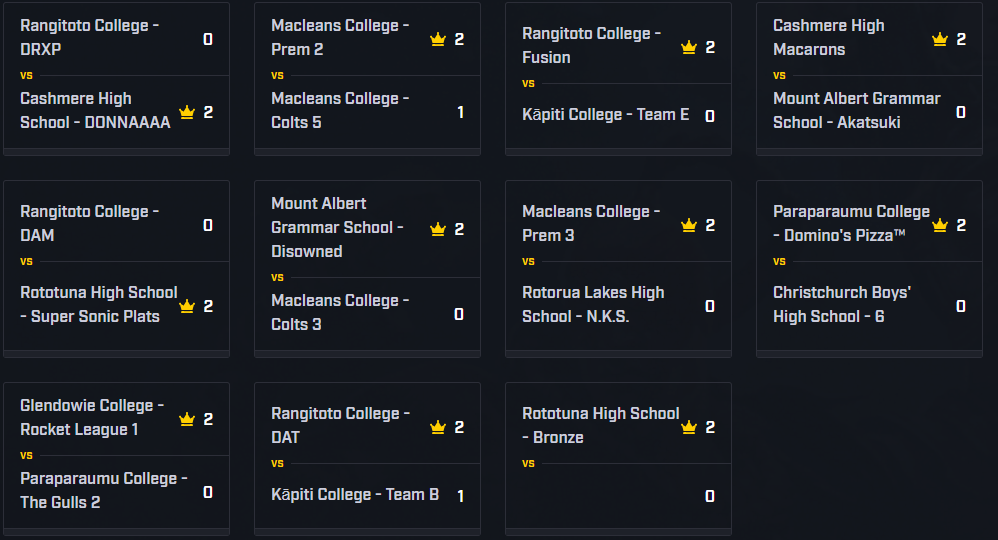 Rangitoto College -
DRXP
0
vs
Cashmere High
School - DONNAAAA
2
Macleans College -
Prem 2
2
vs
Macleans College -
Colts 5
1
Rangitoto College -
Fusion
2
vs
Kāpiti College - Team E
0
Cashmere High
Macarons
2
vs
Mount Albert Grammar
School - Akatsuki
0
Rangitoto College -
DAM
0
vs
Rototuna High School
- Super Sonic Plats
2
Mount Albert
Grammar School -
Disowned
2
vs
Macleans College -
Colts 3
0
Macleans College -
Prem 3
2
vs
Rotorua Lakes High
School - N.K.S.
0
Paraparaumu College
- Domino's Pizza™
2
vs
Christchurch Boys'
High School - 6
0
Glendowie College -
Rocket League 1
2
vs
Paraparaumu College -
The Gulls 2
0
Rangitoto College -
DAT
2
vs
Kāpiti College - Team B
1
Rototuna High School
- Bronze
2
vs
0